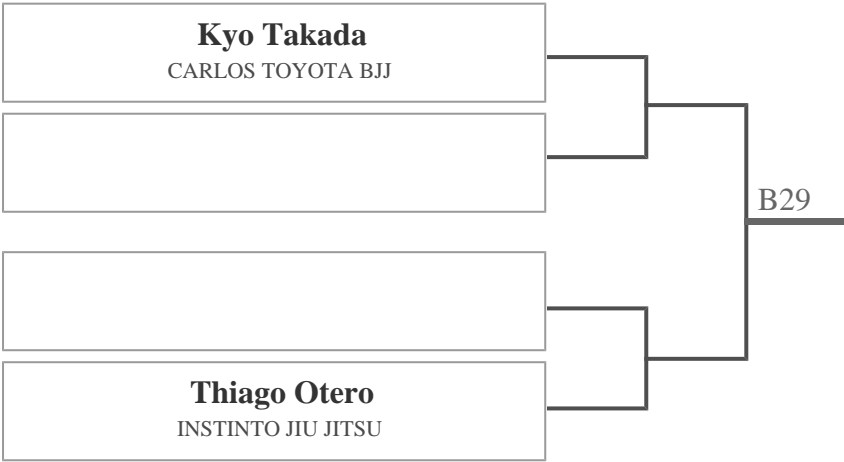 Kyo Takada
CARLOS TOYOTA BJJ
B29
Thiago Otero
INSTINTO JIU JITSU